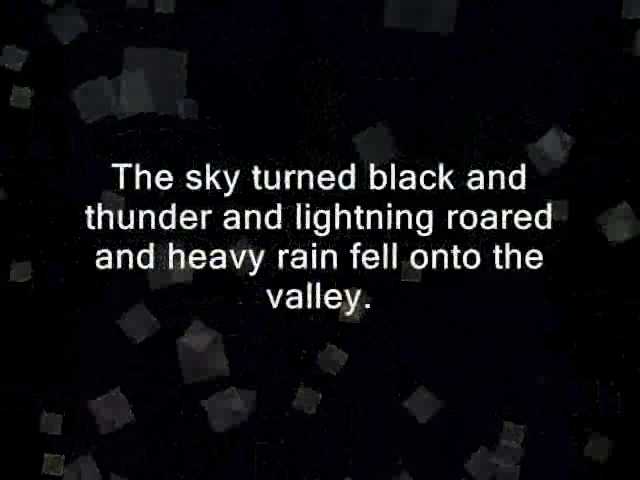 The sky turned black and
thunder and lightning roared
and heavy rain fell onto the
valley.